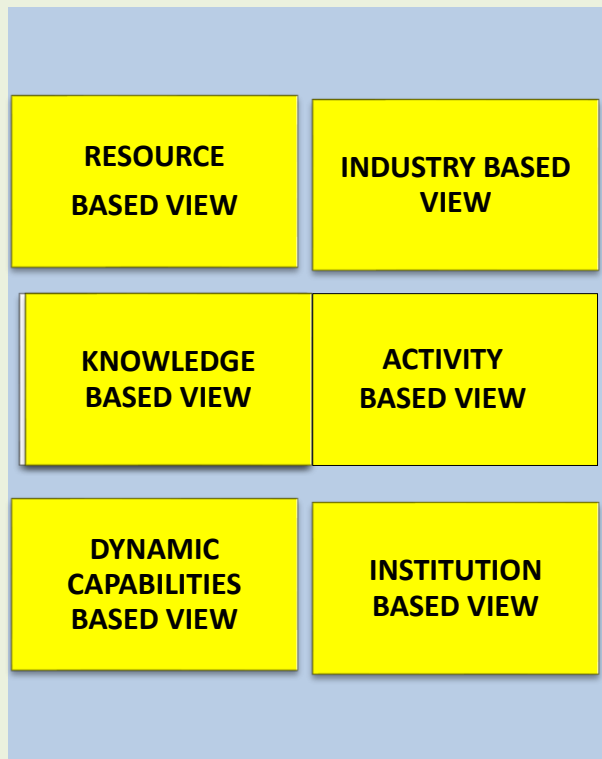 RESOURCE
BASED VIEW
INDUSTRY BASED
VIEW
KNOWLEDGE
BASED VIEW
ACTIVITY
BASED VIEW
DYNAMIC
CAPABILITIES
BASED VIEW
INSTITUTION
BASED VIEW